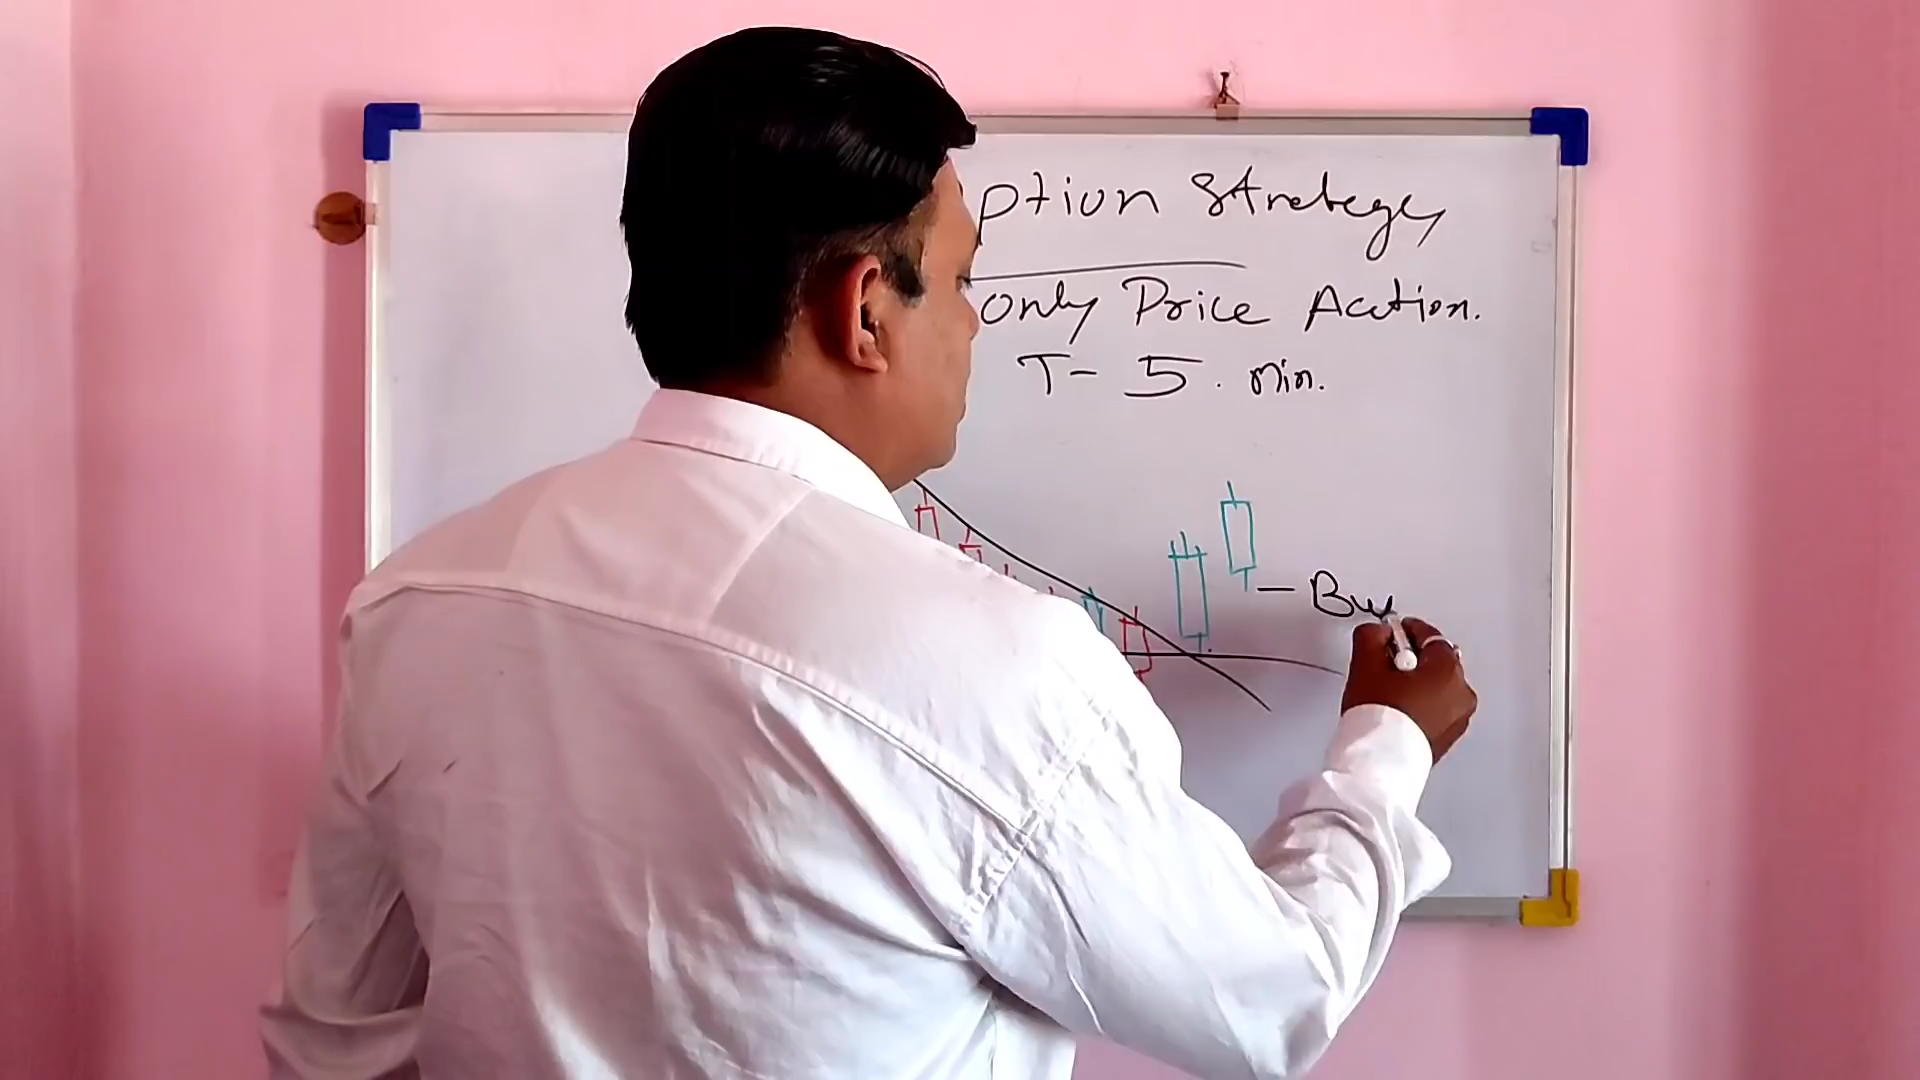 ption Strategy
only Price Action.
T- 5. min.
- Bu